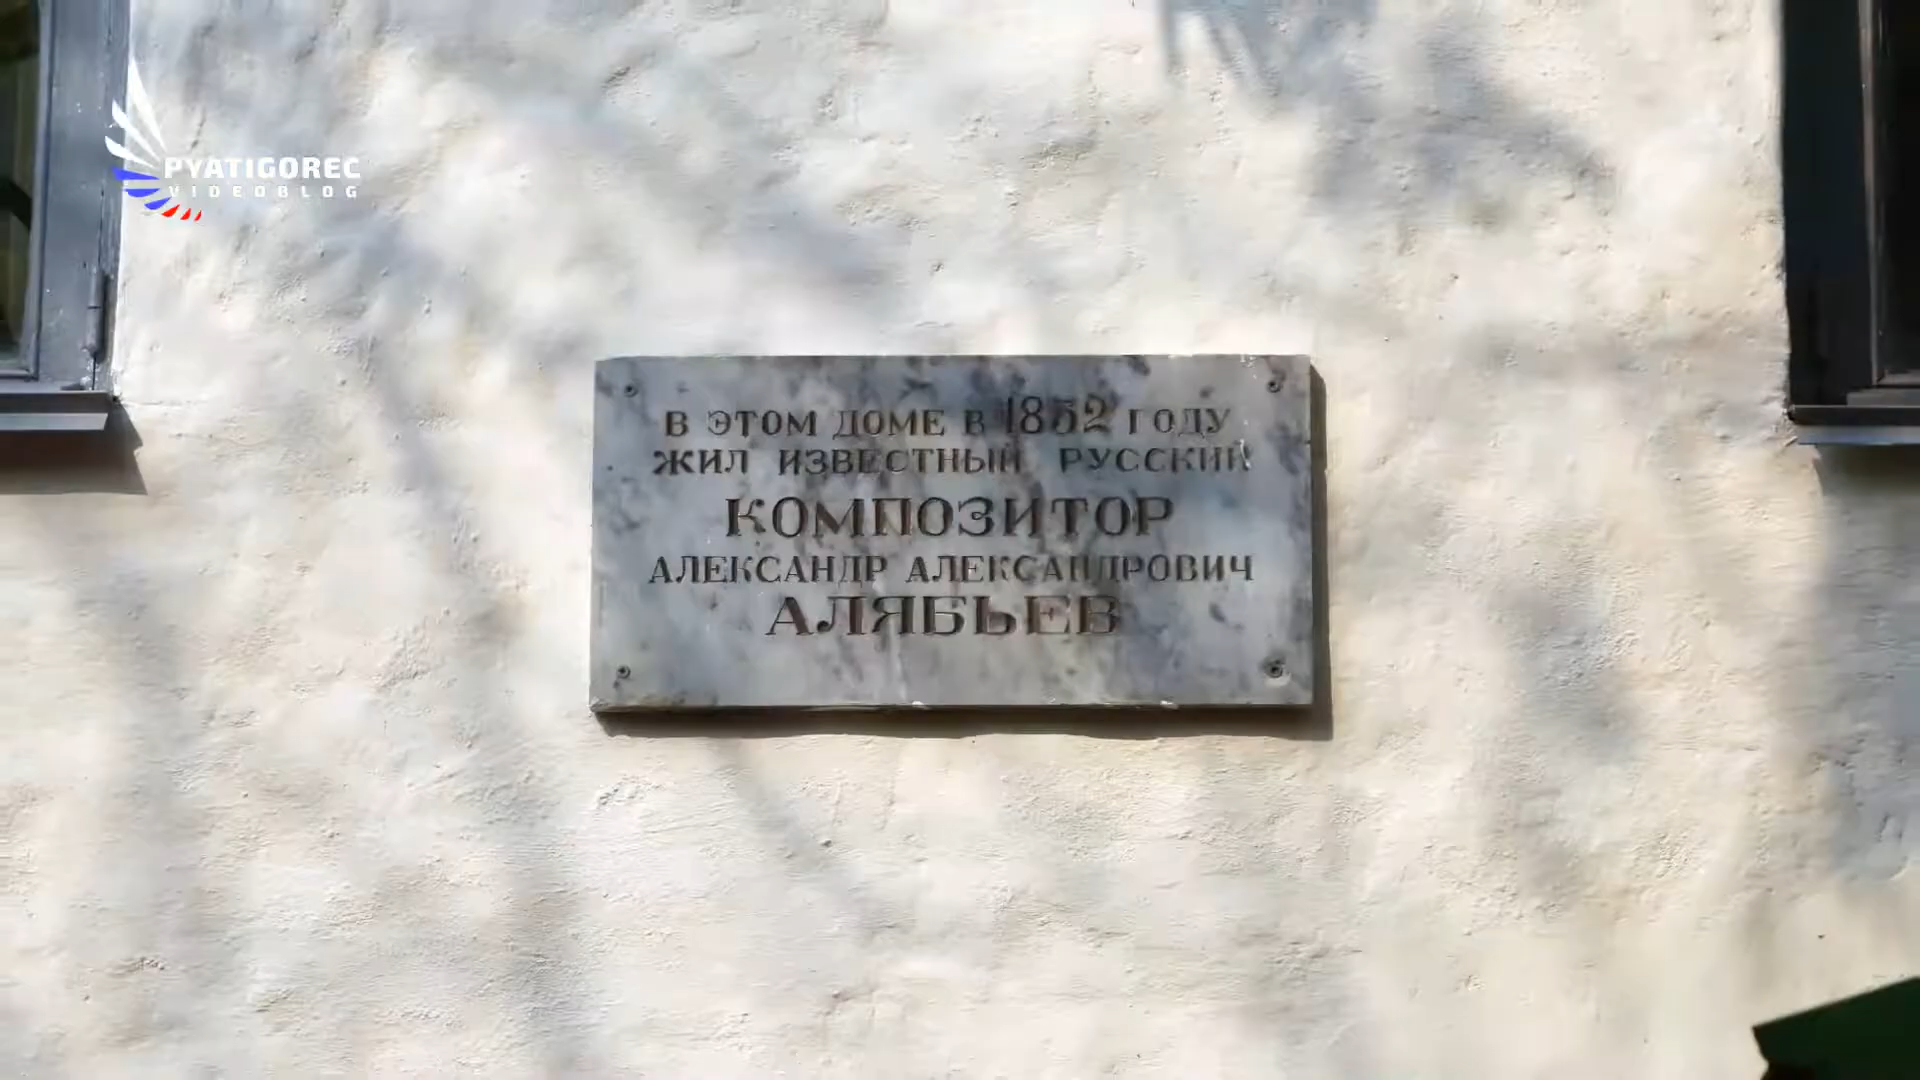 PYATIGOREC
VIDEOBLOG
В ЭТОМ ДОМЕ В 1832 ГОДУ
ЖИЛ ИЗВЕСТНЫЙ РУССКИЙ
КОМПОЗИТОР
АЛЕКСАНДР АЛЕКСАНДРОВИЧ
АЛЯБЬЕВ